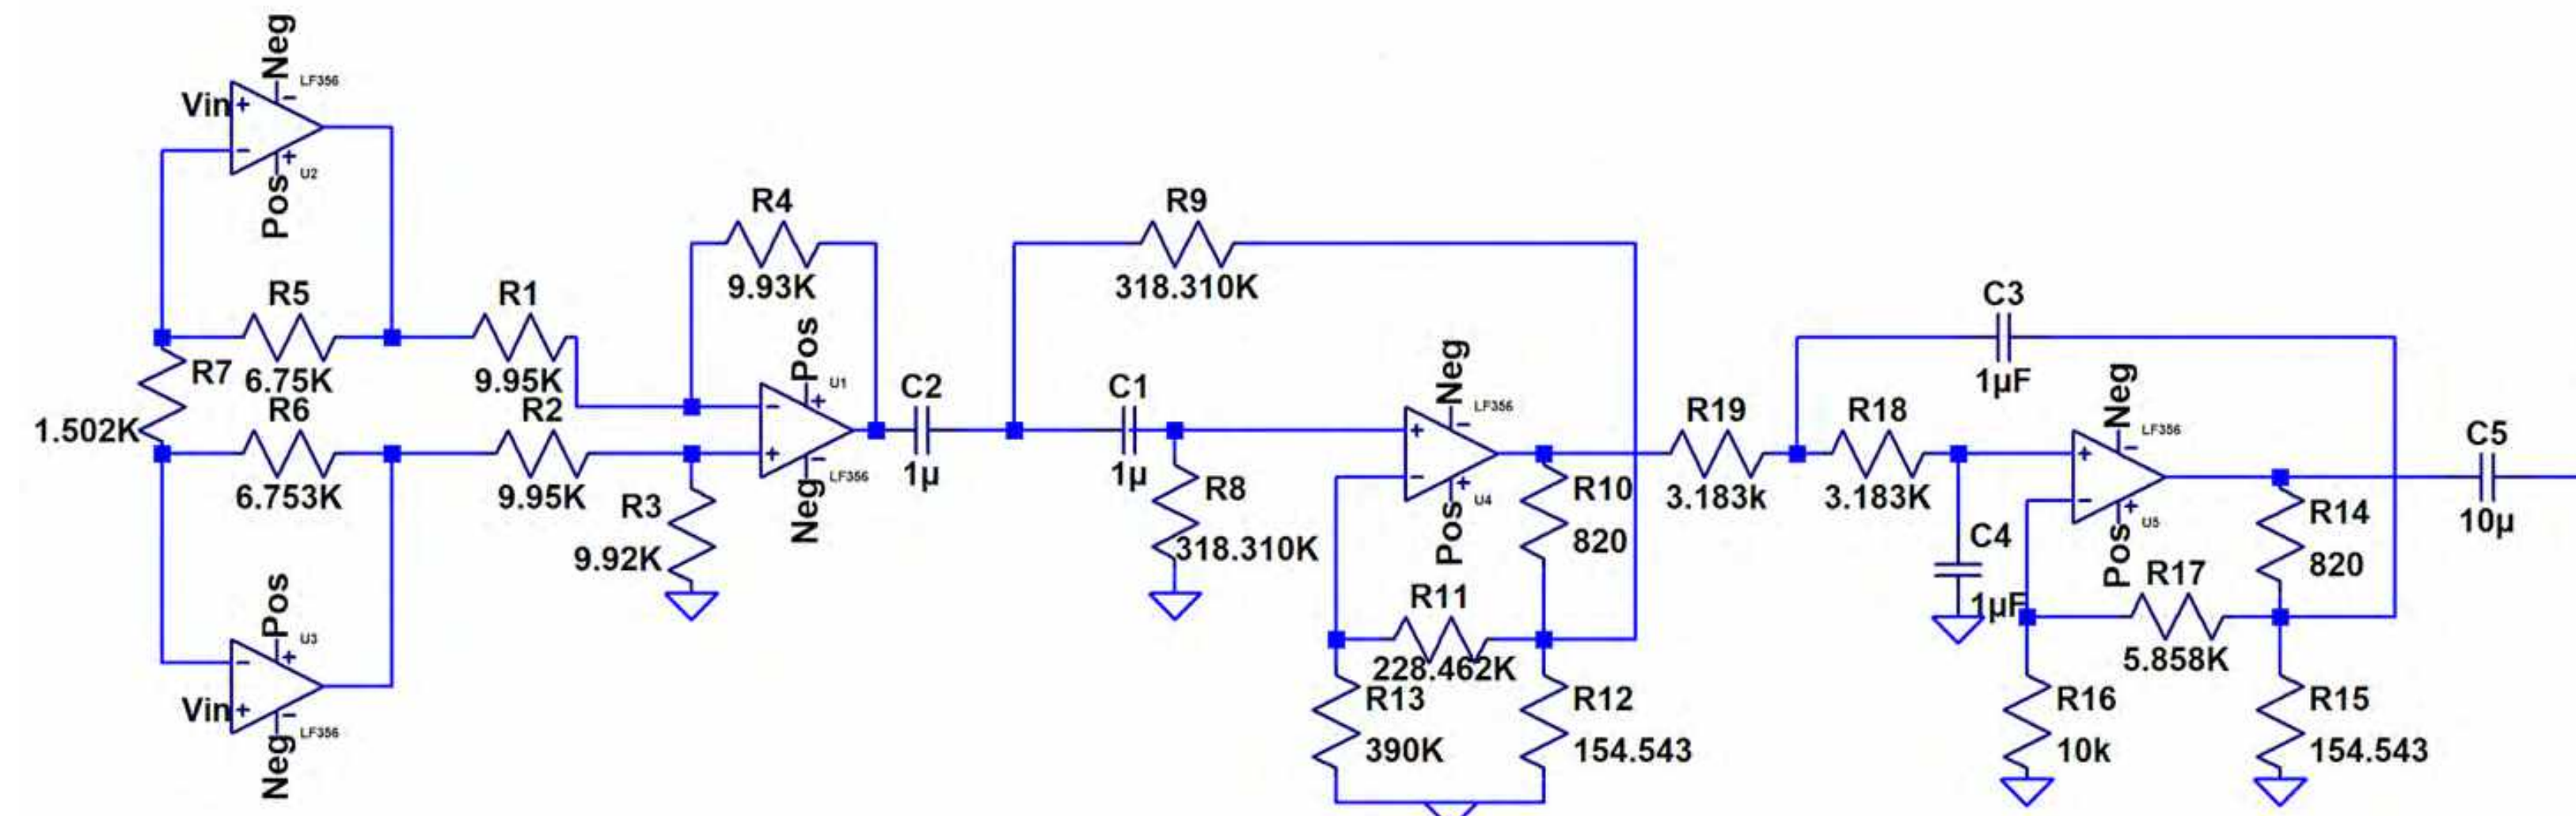 Neg
LF356
Vin
+
-
-
+
U2
Pos
R5
6.75K
R7
1.502K
R6
6.753K
Pos
U3
-
+
Vin
+
-
LF356
Neg
R1
9.95K
R2
9.95K
R3
9.92K
R4
9.93K
Pos
U1
-
+
+
-
LF356
Neg
C2
1µ
C1
1µ
R9
318.310K
R8
318.310K
Neg
LF356
+
-
-
+
U4
Pos
R10
820
R11
228.462K
R13
390K
R12
154.543
R19
3.183k
R18
3.183K
C3
1µF
C4
1µF
Neg
LF356
+
-
-
+
U5
Pos
R17
5.858K
R14
820
R16
10k
R15
154.543
C5
10µ